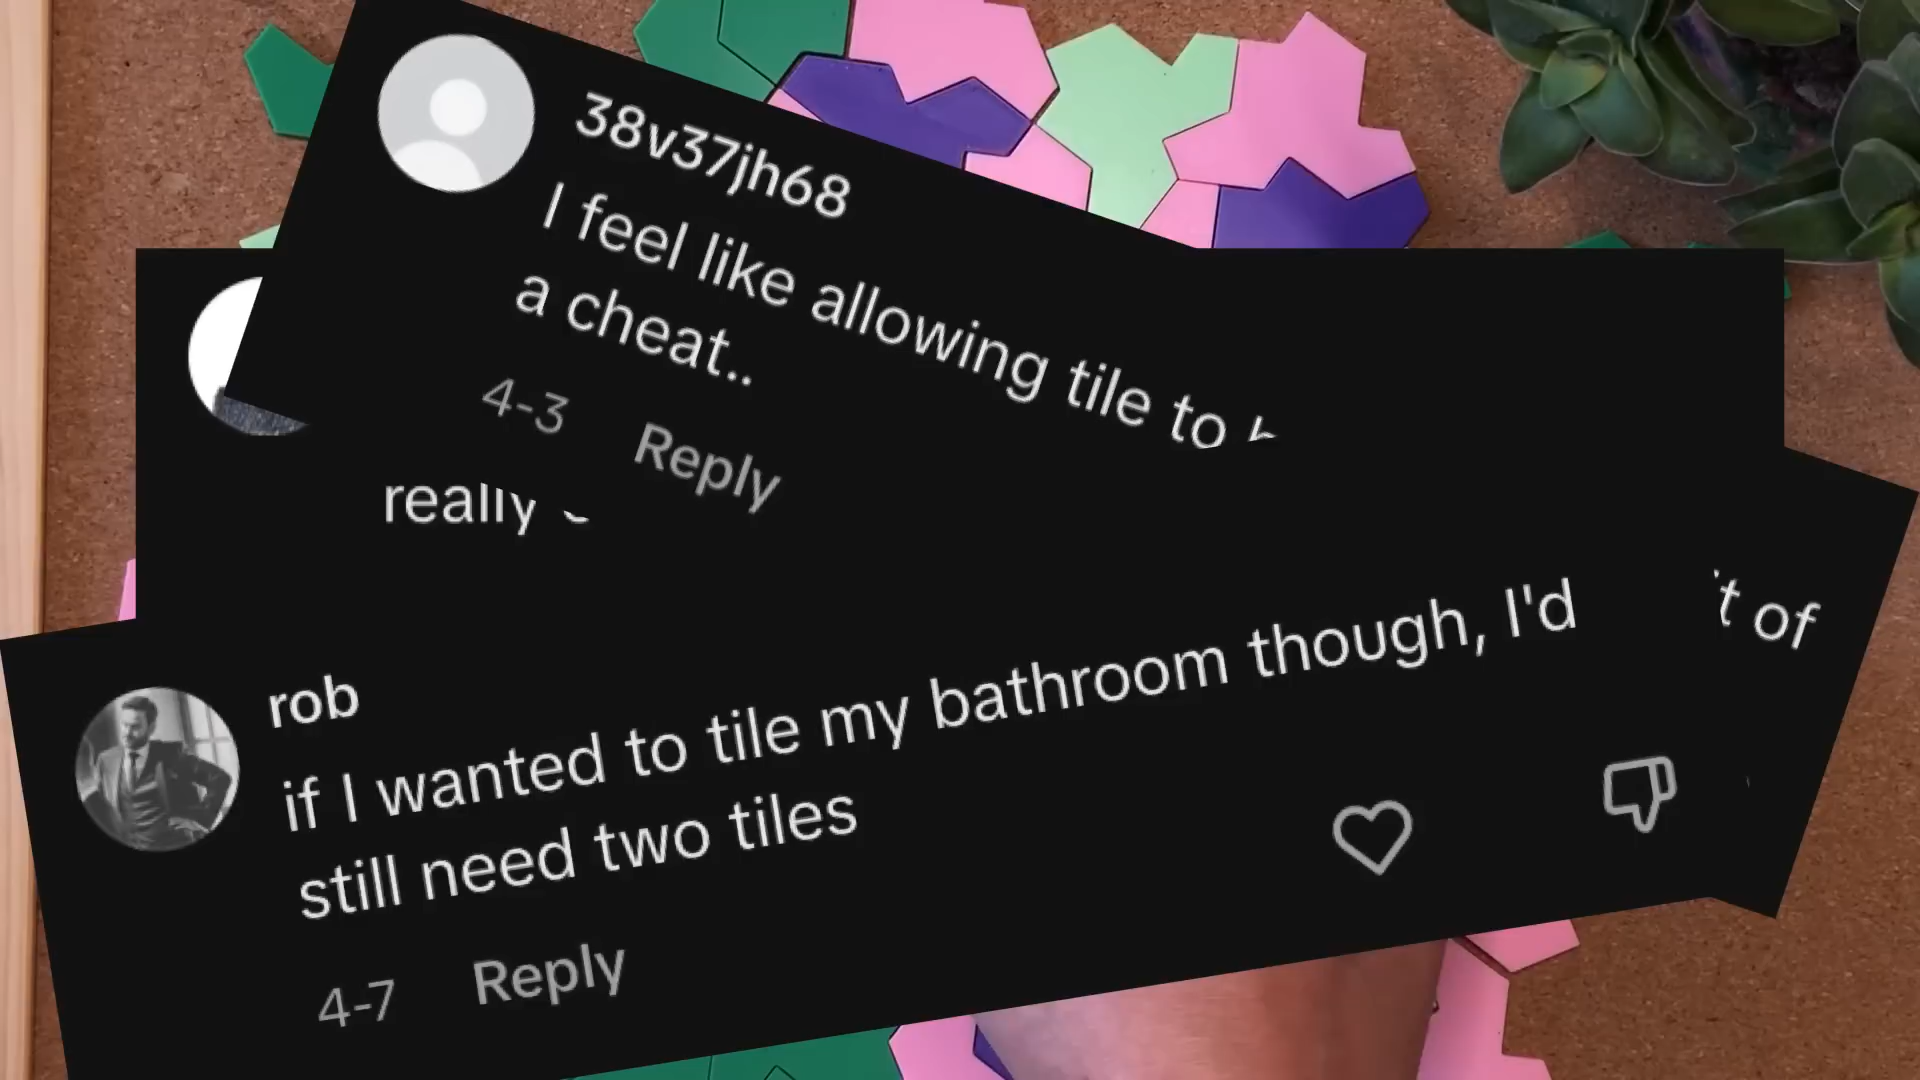 38v37jh68
I feel like allowing tile to
a cheat..
4-3 Reply
really
t of
rob
if I wanted to tile my bathroom though, I'd
still need two tiles
4-7 Reply